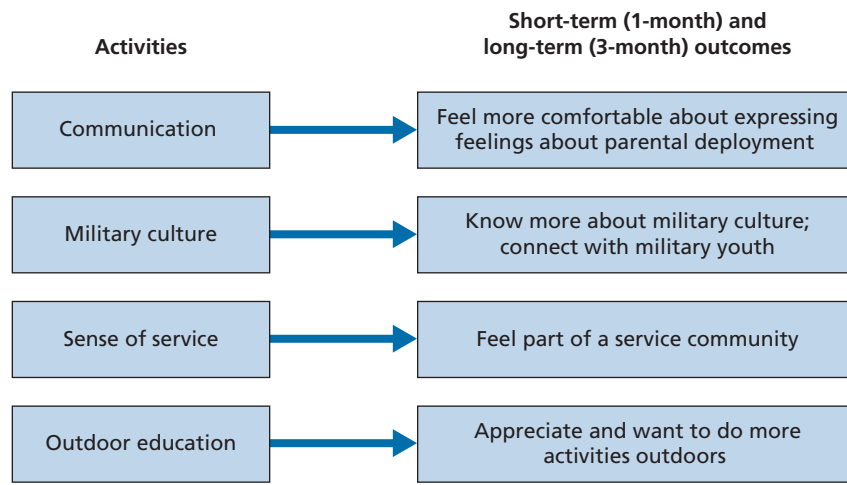 Activities
Short-term (1-month) and
long-term (3-month) outcomes
Communication
Feel more comfortable about expressing
feelings about parental deployment
Military culture
Know more about military culture;
connect with military youth
Sense of service
Feel part of a service community
Outdoor education
Appreciate and want to do more
activities outdoors